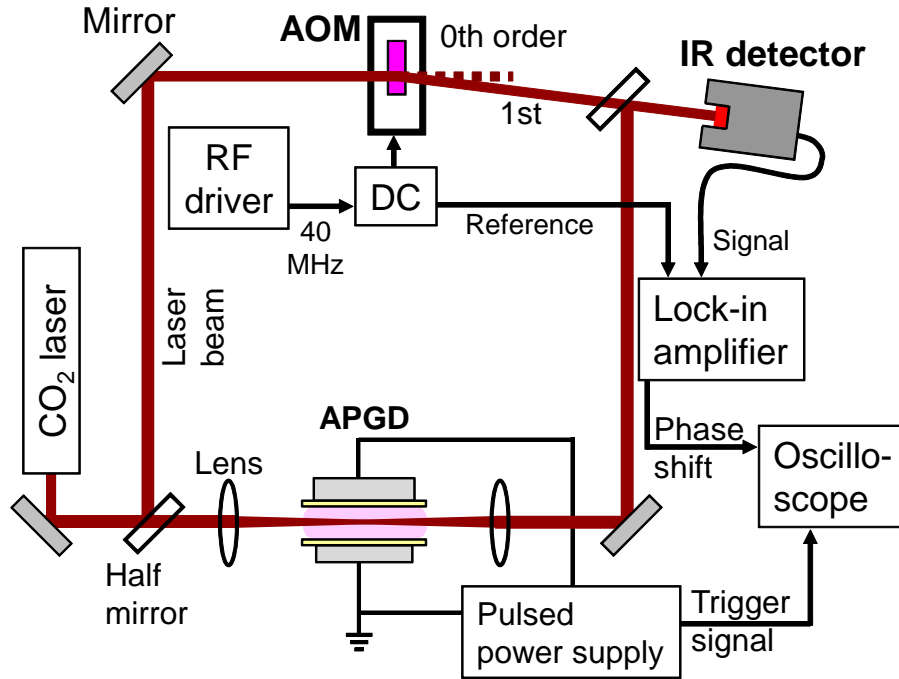 Mirror
AOM
0th order
IR detector
1st
RF
driver
DC
40
MHz
Reference
Signal
Laser
beam
CO2 laser
Lock-in
amplifier
APGD
Phase
shift
Lens
Oscillo-
scope
Half
mirror
Pulsed
power supply
Trigger
signal